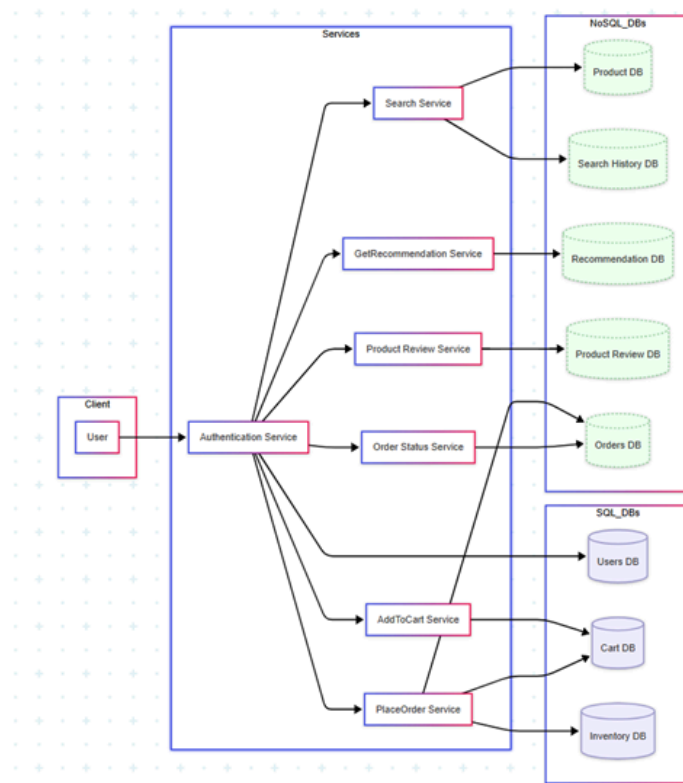 Services
NoSQL_DBs
Product DB
Search Service
Search History DB
GetRecommendation Service
Recommendation DB
Product Review Service
Product Review DB
Client
User
Authentication Service
Order Status Service
Orders DB
SQL_DBs
Users DB
AddToCart Service
Cart DB
PlaceOrder Service
Inventory DB